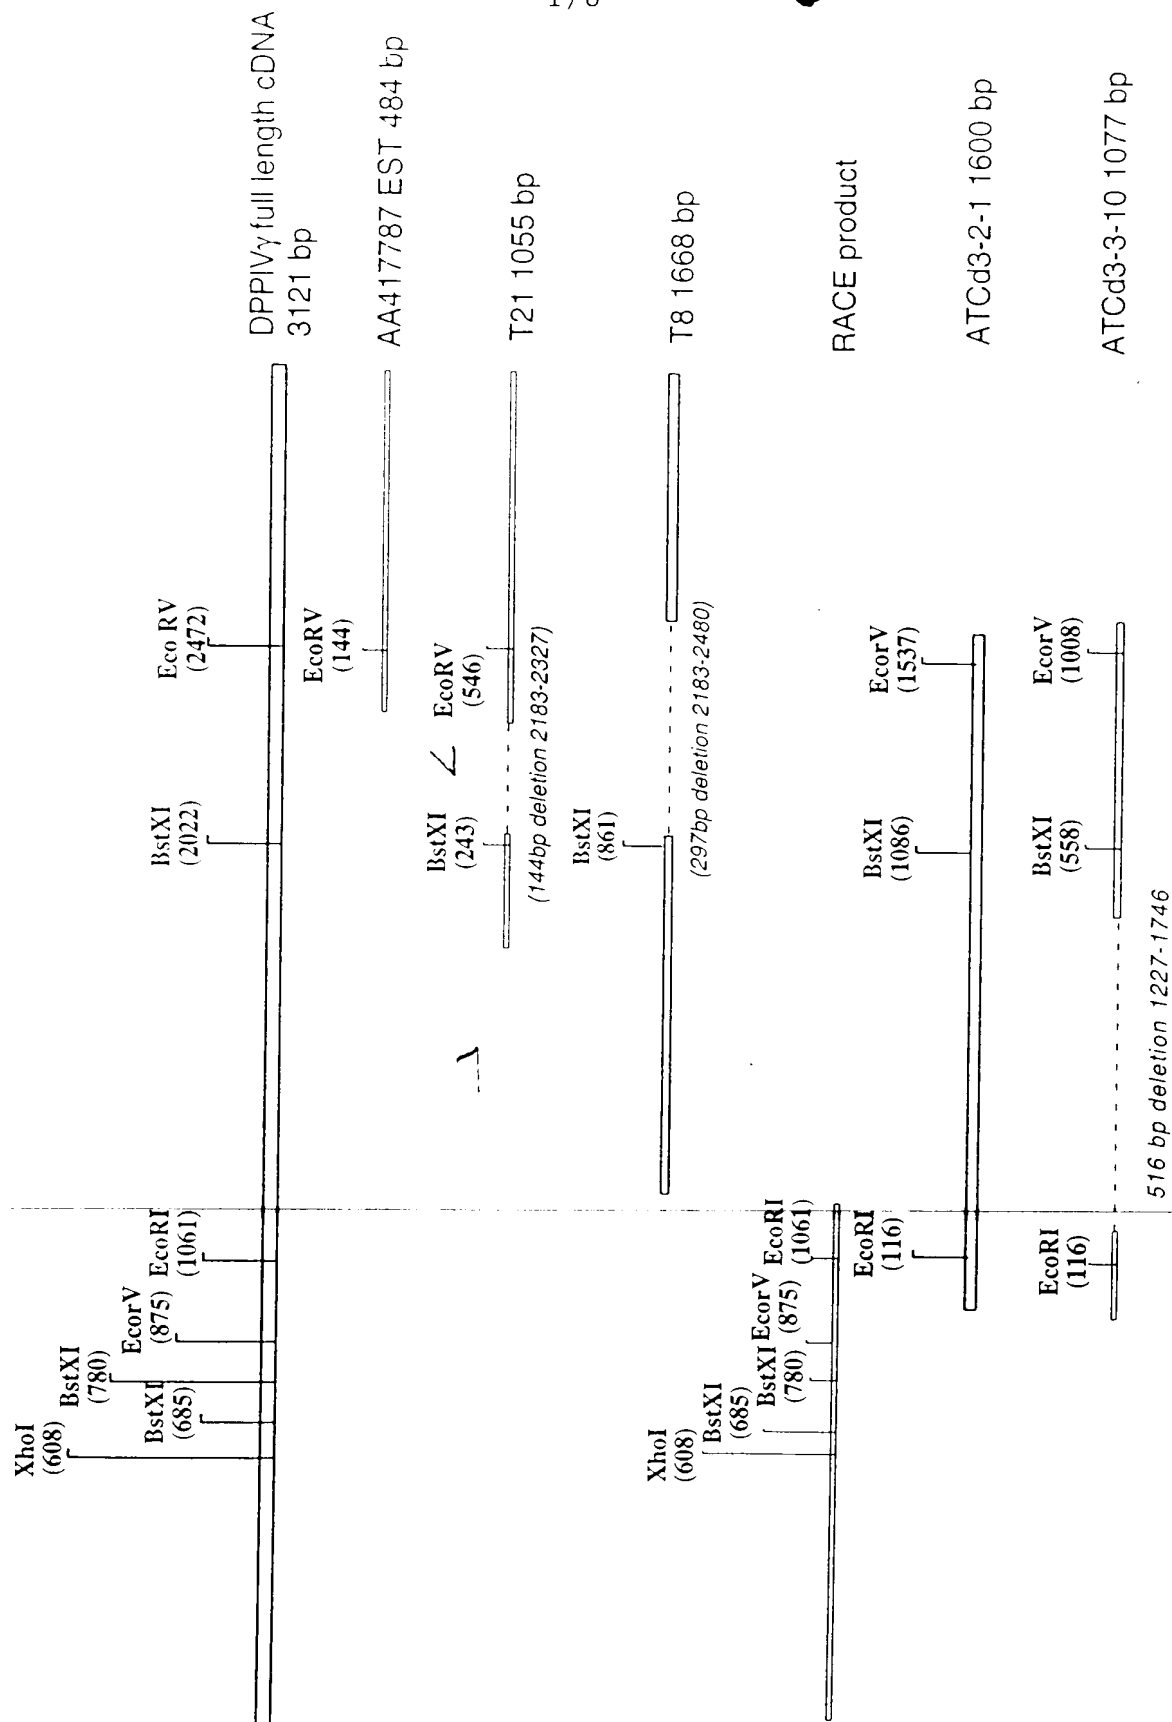 DPPIVγ full length cDNA
3121 bp
XhoI
(608)
BstXI
(685)
BstXI
(780)
EcorV
(875)
EcoRI
(1061)
BstXI
(2022)
Eco RV
(2472)
AA417787 EST 484 bp
EcoRV
(144)
T21 1055 bp
BstXI
(243)
EcoRV
(546)
(144bp deletion 2183-2327)
T8 1668 bp
BstXI
(861)
(297bp deletion 2183-2480)
RACE product
XhoI
(608)
BstXI
(685)
BstXI
(780)
EcorV
(875)
EcoRI
(1061)
ATCd3-2-1 1600 bp
EcoRI
(116)
BstXI
(1086)
EcorV
(1537)
ATCd3-3-10 1077 bp
EcoRI
(116)
BstXI
(558)
EcorV
(1008)
516 bp deletion 1227-1746